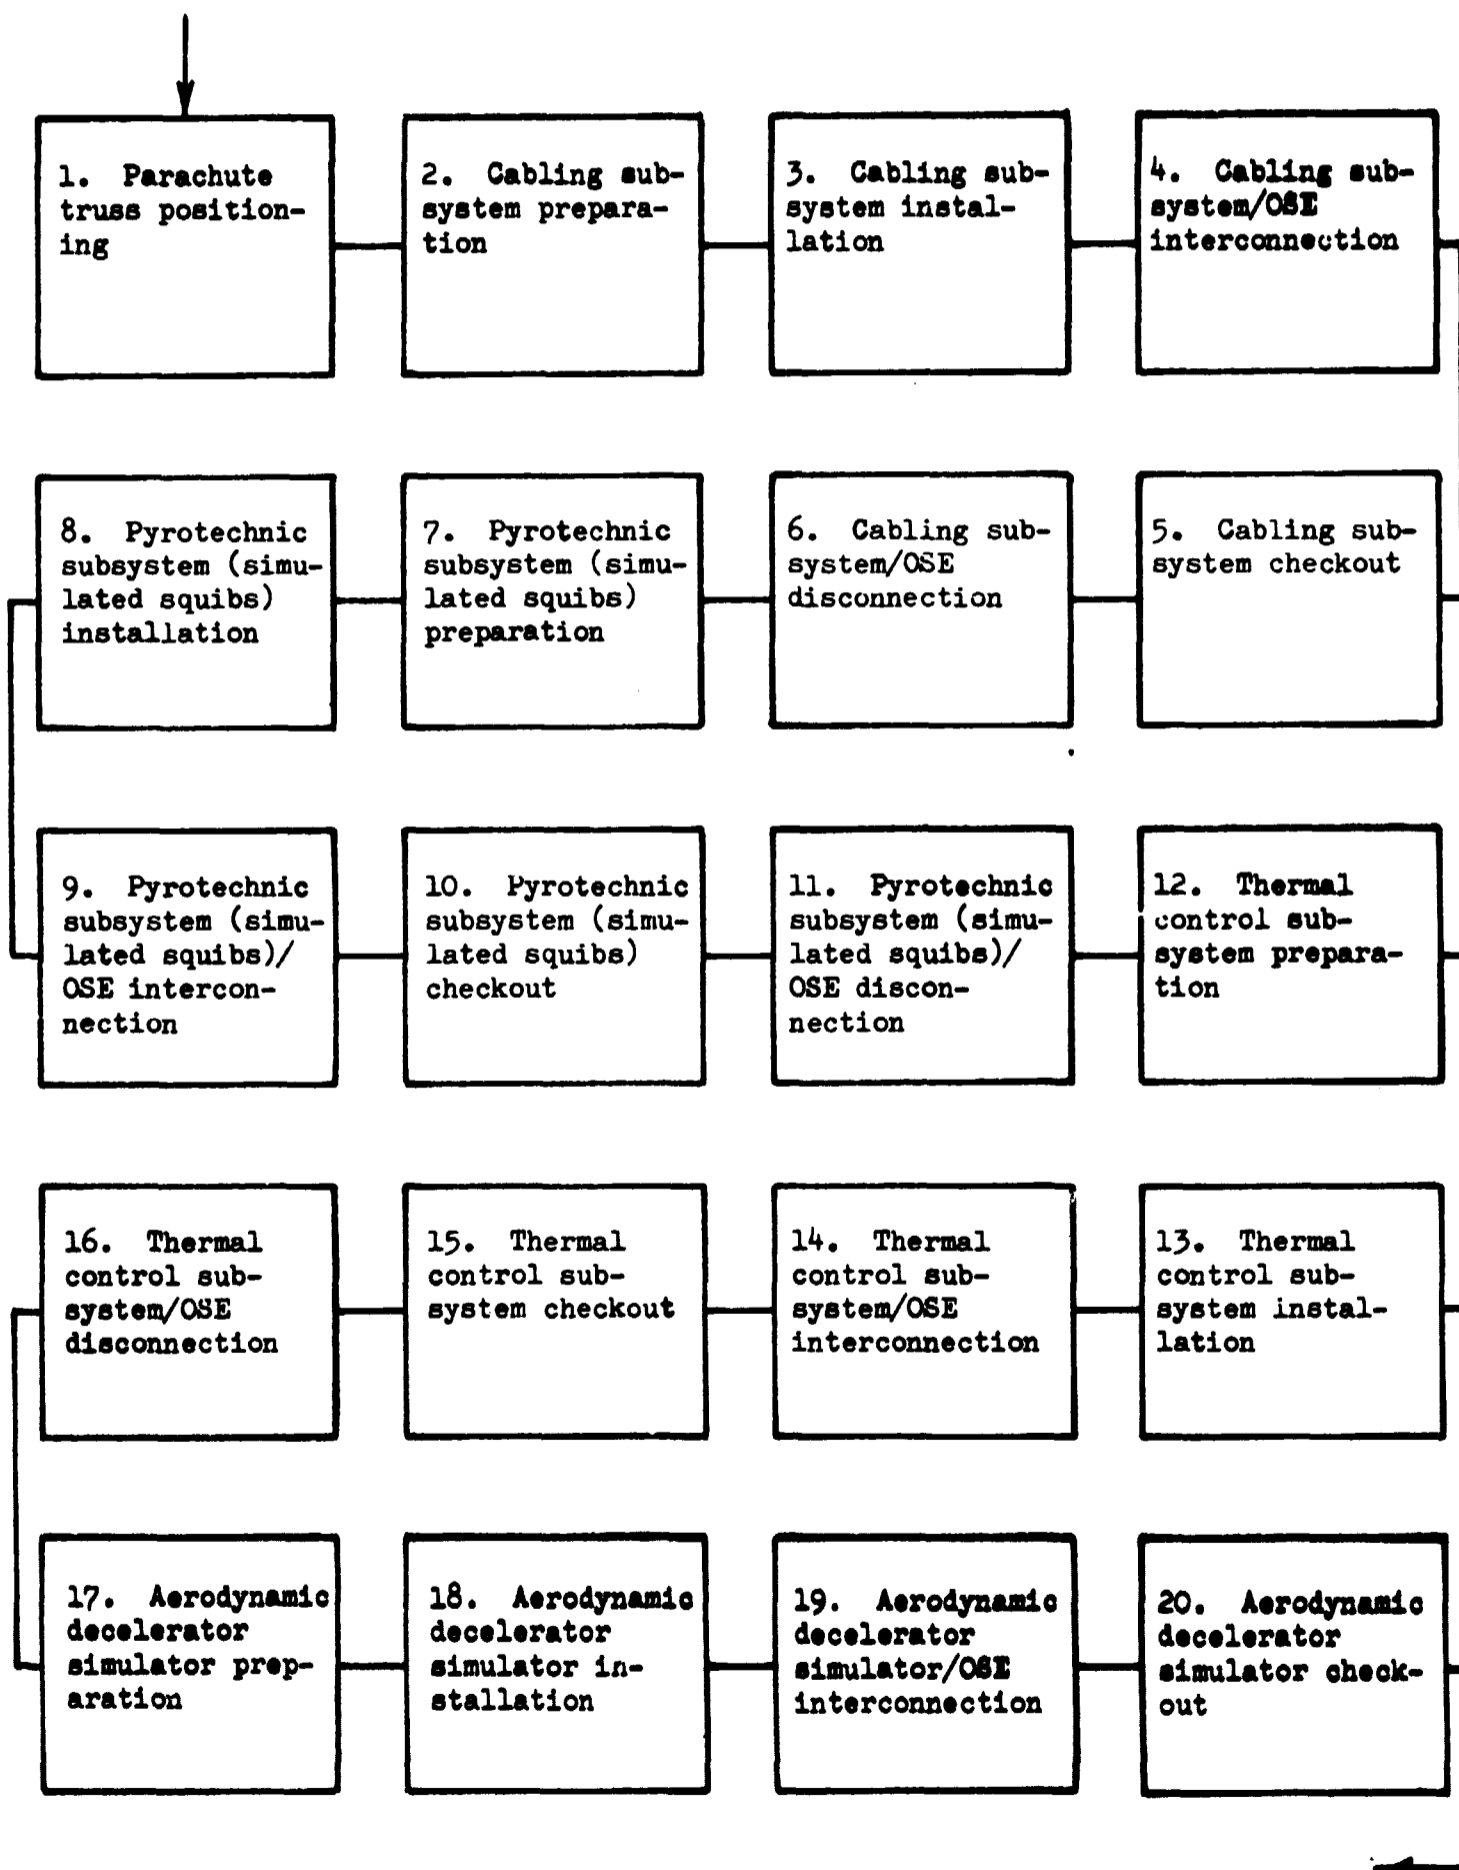 1. Parachute
truss position-
ing
2. Cabling sub-
system prepara-
tion
3. Cabling sub-
system instal-
lation
4. Cabling sub-
system/OSE
interconnection
8. Pyrotechnic
subsystem (simu-
lated squibs)
installation
7. Pyrotechnic
subsystem (simu-
lated squibs)
preparation
6. Cabling sub-
system/OSE
disconnection
5. Cabling sub-
system checkout
9. Pyrotechnic
subsystem (simu-
lated squibs)/
OSE intercon-
nection
10. Pyrotechnic
subsystem (simu-
lated squibs)
checkout
11. Pyrotechnic
subsystem (simu-
lated squibs)/
OSE discon-
nection
12. Thermal
control sub-
system prepara-
tion
16. Thermal
control sub-
system/OSE
disconnection
15. Thermal
control sub-
system checkout
14. Thermal
control sub-
system/OSE
interconnection
13. Thermal
control sub-
system instal-
lation
17. Aerodynamic
decelerator
simulator prep-
aration
18. Aerodynamic
decelerator
simulator in-
stallation
19. Aerodynamic
decelerator
simulator/OSE
interconnection
20. Aerodynamic
decelerator
simulator check-
out